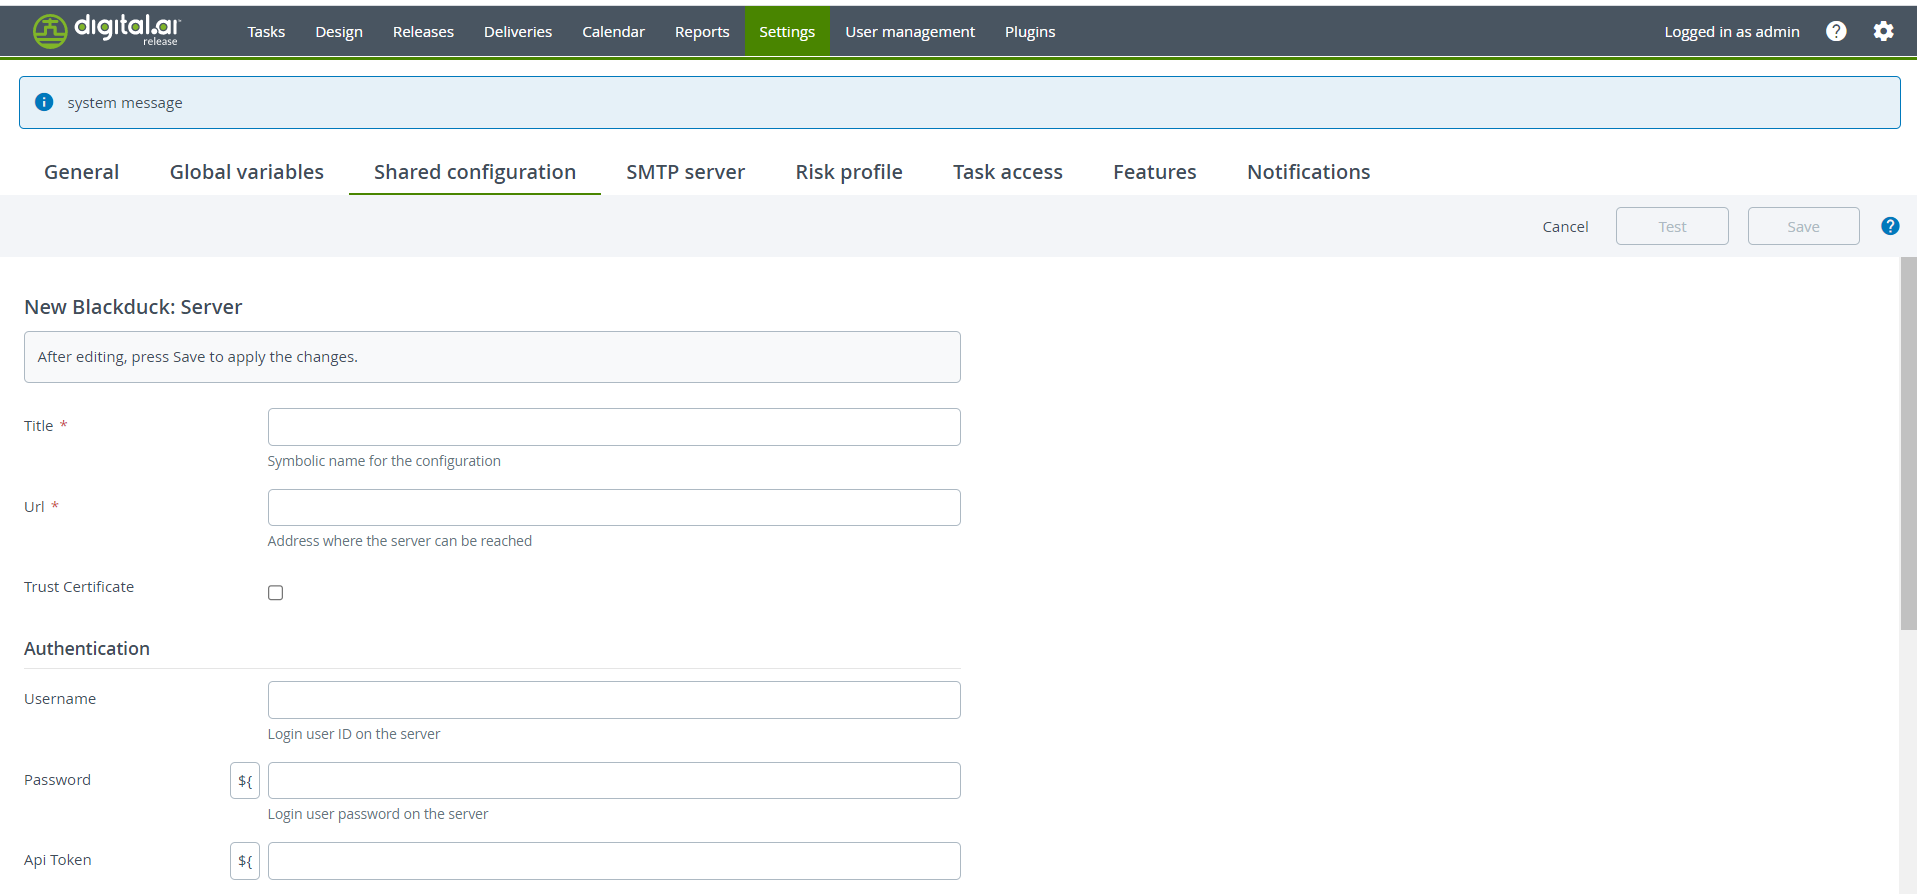 digital.ai
release
Tasks Design Releases Deliveries Calendar Reports Settings User management Plugins Logged in as admin ?
i system message
General Global variables Shared configuration SMTP server Risk profile Task access Features Notifications
Cancel Test Save ?
New Blackduck: Server
After editing, press Save to apply the changes.
Title *
Symbolic name for the configuration
Url *
Address where the server can be reached
Trust Certificate
Authentication
Username
Login user ID on the server
Password ${
Login user password on the server
Api Token ${